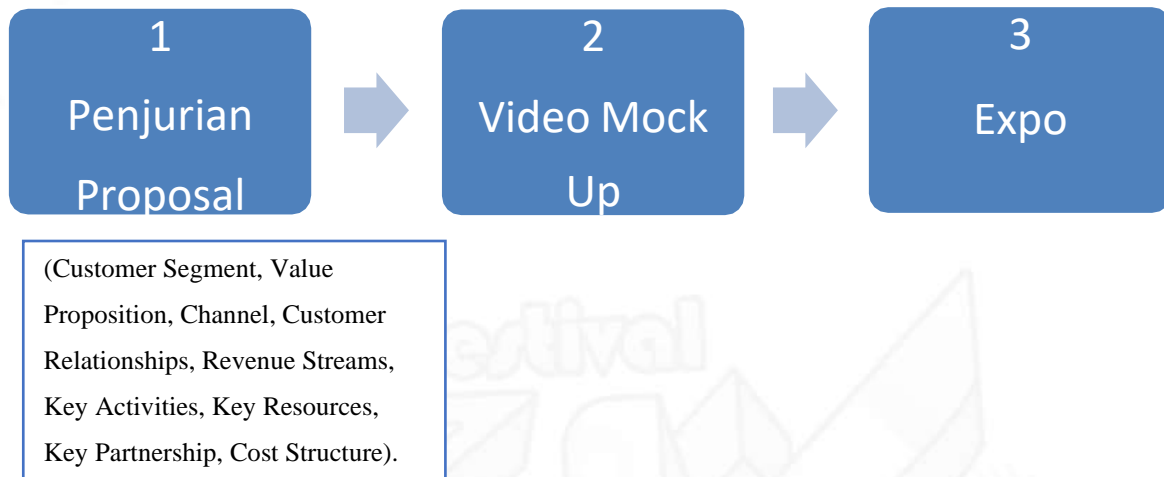 1
Penjurian
Proposal
2
Video Mock
Up
3
Expo
(Customer Segment, Value
Proposition, Channel, Customer
Relationships, Revenue Streams,
Key Activities, Key Resources,
Key Partnership, Cost Structure).